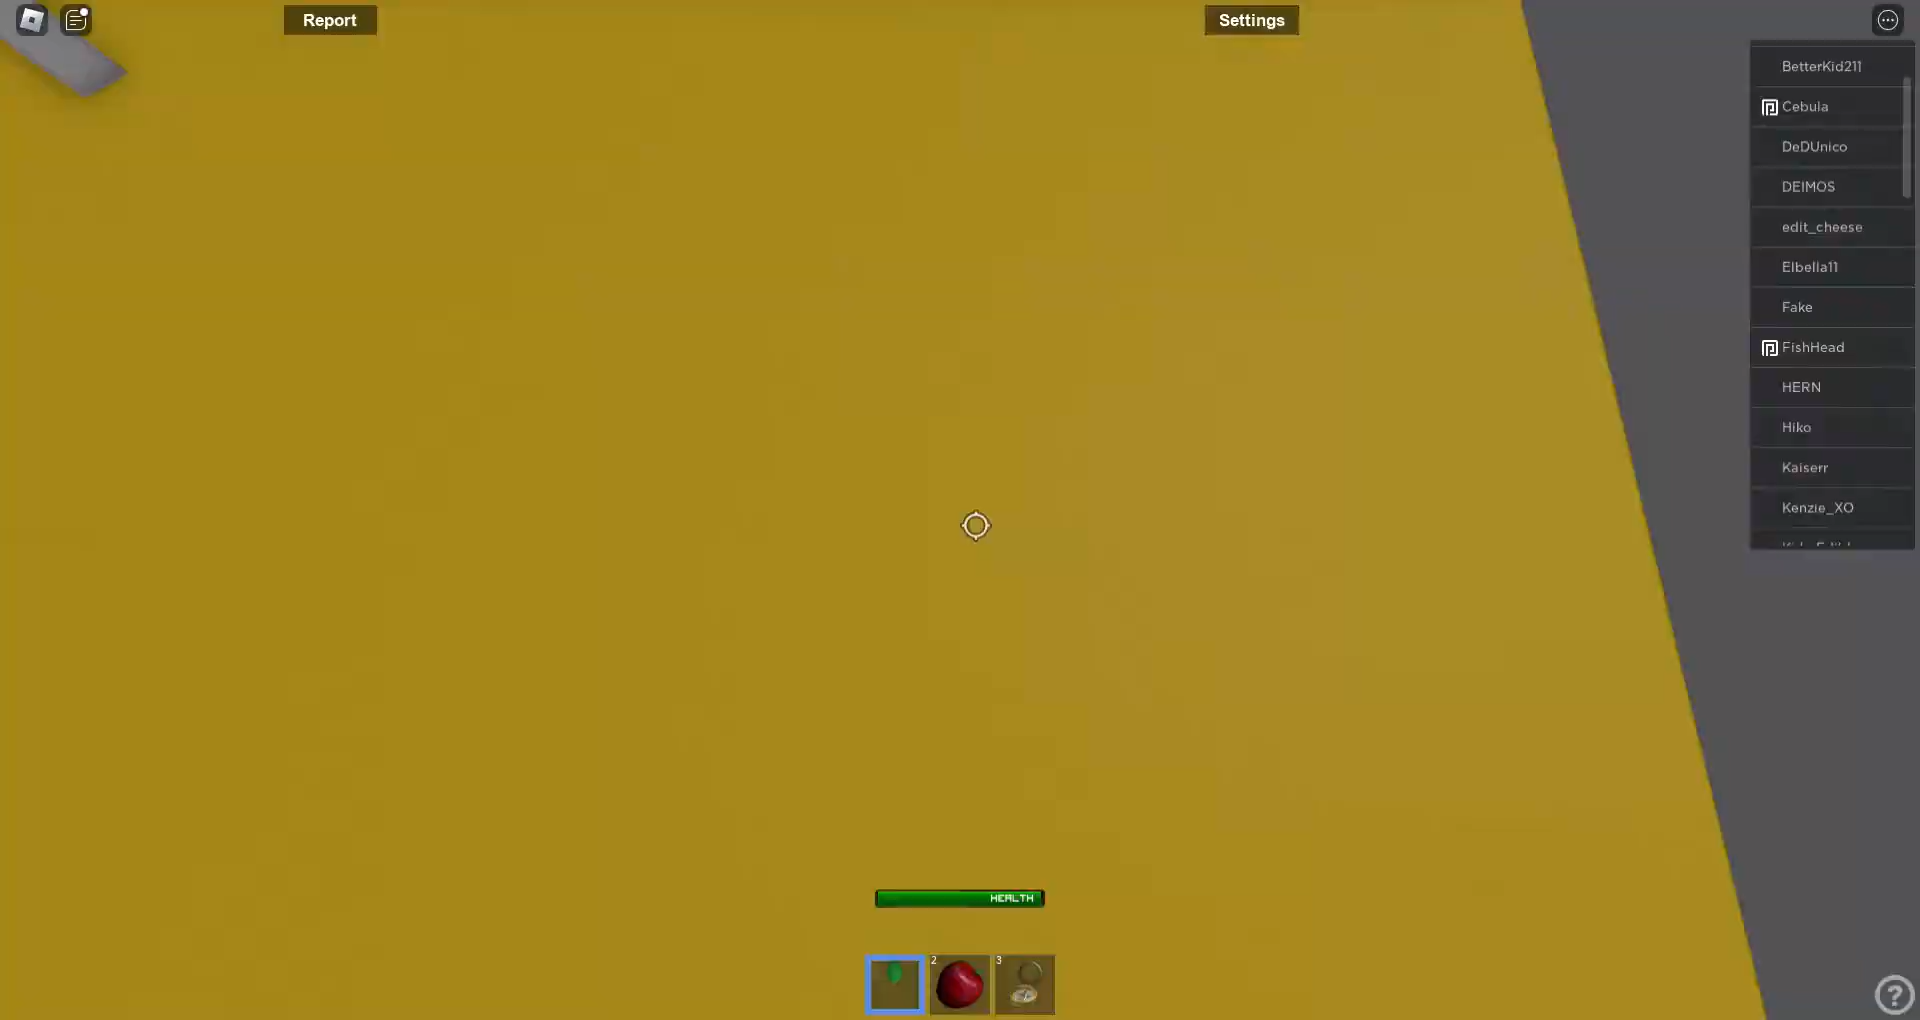 Report
Settings
BetterKid211
Cebula
DeDUnico
DEIMOS
edit_cheese
Elbella11
Fake
FishHead
HERN
Hiko
Kaiserr
Kenzie_XO
HEALTH
2
3
?